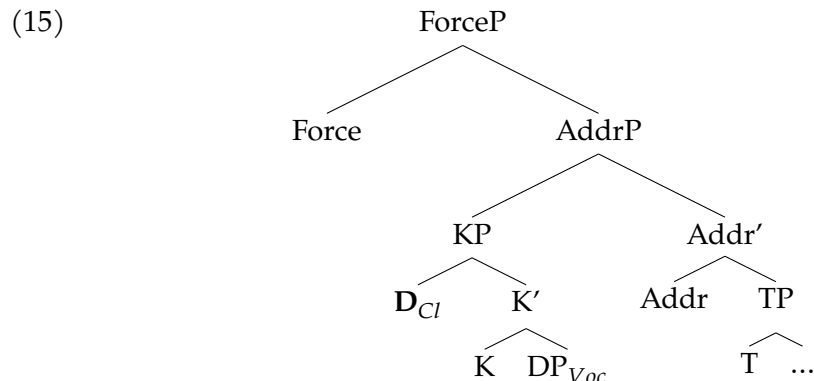 (15) ForceP
Force AddrP
KP Addr’
D_Cl K’ Addr TP
K DP_Voc T ...